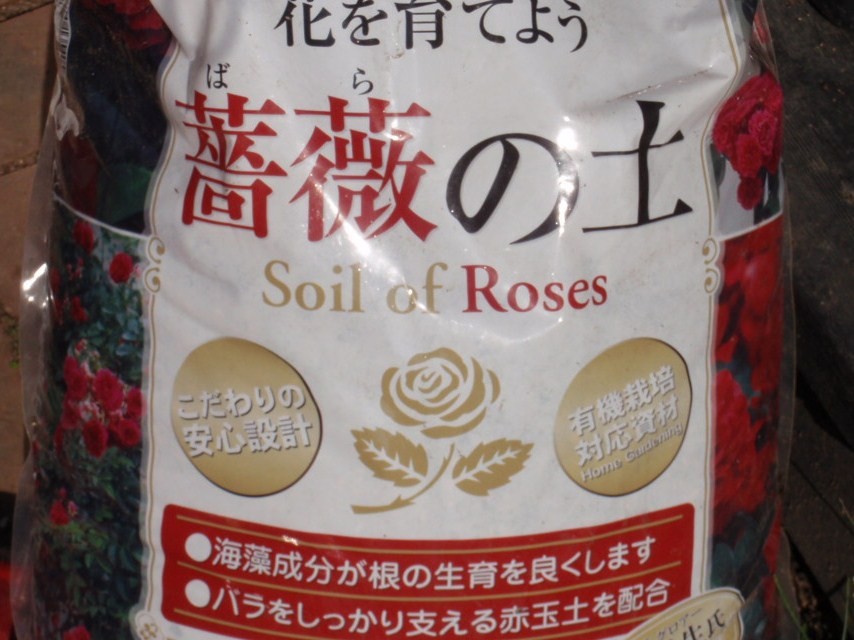 花を育てよう
ばら
薔薇の土
Soil of Roses
こだわりの
安心設計
有機栽培
対応資材
Home Gardening
●海藻成分が根の生育を良くします
●バラをしっかり支える赤玉土を配合